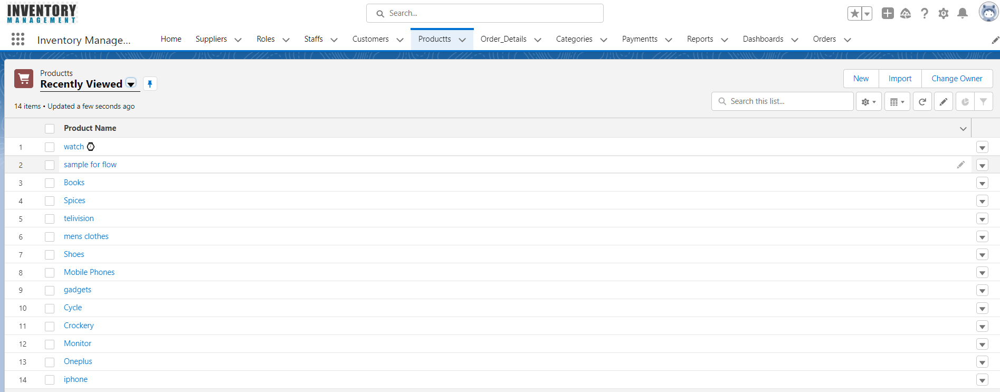 INVENTORY
MANAGEMENT
Search...
Inventory Manage... Home Suppliers Roles Staffs Customers Productts Order_Details Categories Paymentts Reports Dashboards Orders
Productts
Recently Viewed
New Import Change Owner
14 items • Updated a few seconds ago
Search this list...
Product Name
1 watch
2 sample for flow
3 Books
4 Spices
5 telivision
6 mens clothes
7 Shoes
8 Mobile Phones
9 gadgets
10 Cycle
11 Crockery
12 Monitor
13 Oneplus
14 iphone